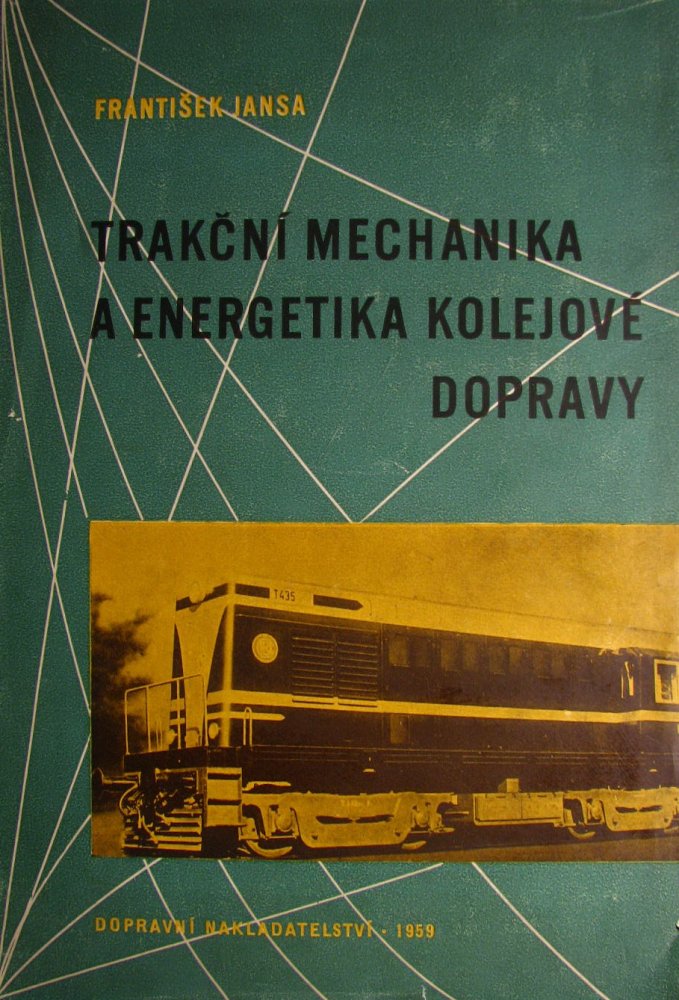 FRANTIŠEK JANSA
TRAKČNÍ MECHANIKA
A ENERGETIKA KOLEJOVÉ
DOPRAVY
T435
DOPRAVNÍ NAKLADATELSTVÍ • 1959